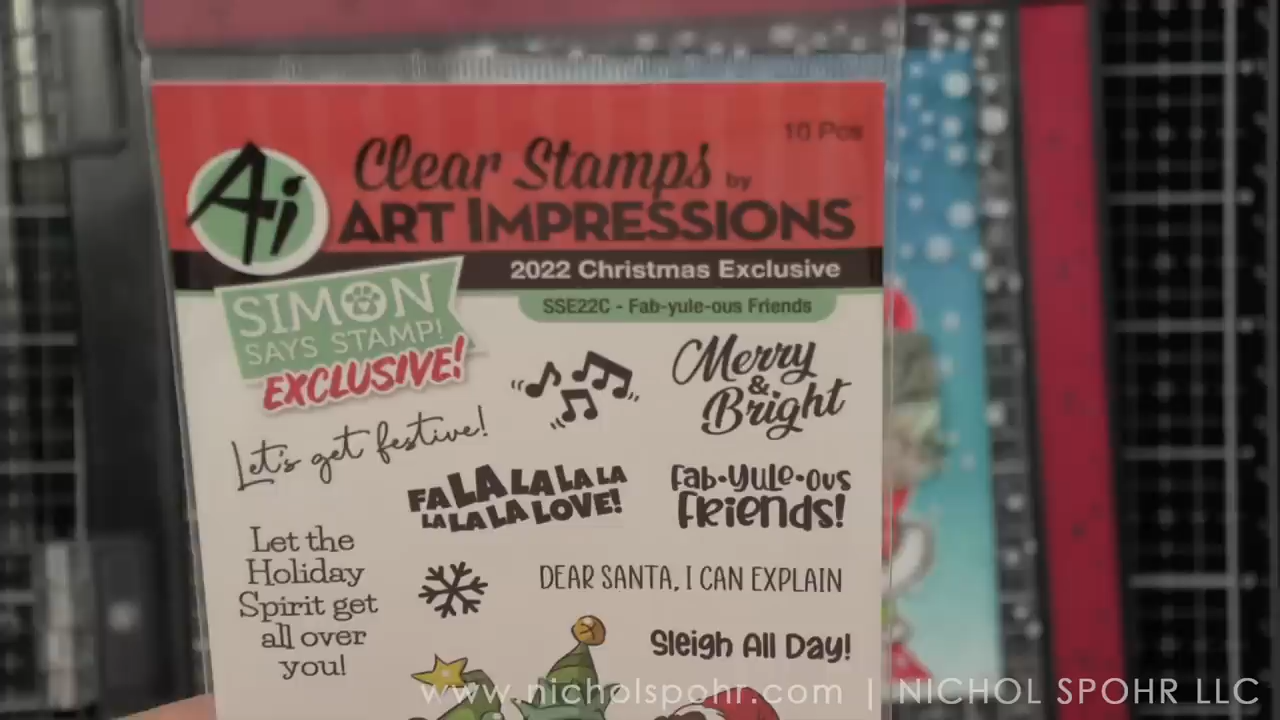 10 Pcs
Ai
Clear Stamps by
ART IMPRESSIONS
2022 Christmas Exclusive
SSE22C - Fab-yule-ous Friends
SIMON
SAYS STAMP!
EXCLUSIVE!
Merry
&
Bright
Let's get festive!
FA LA LA LA LA
LA LA LA LOVE!
Fab•Yule•ous
Friends!
Let the
Holiday
Spirit get
all over
you!
DEAR SANTA, I CAN EXPLAIN
Sleigh All Day!
www.nicholspohr.com | NICHOL SPOHR LLC